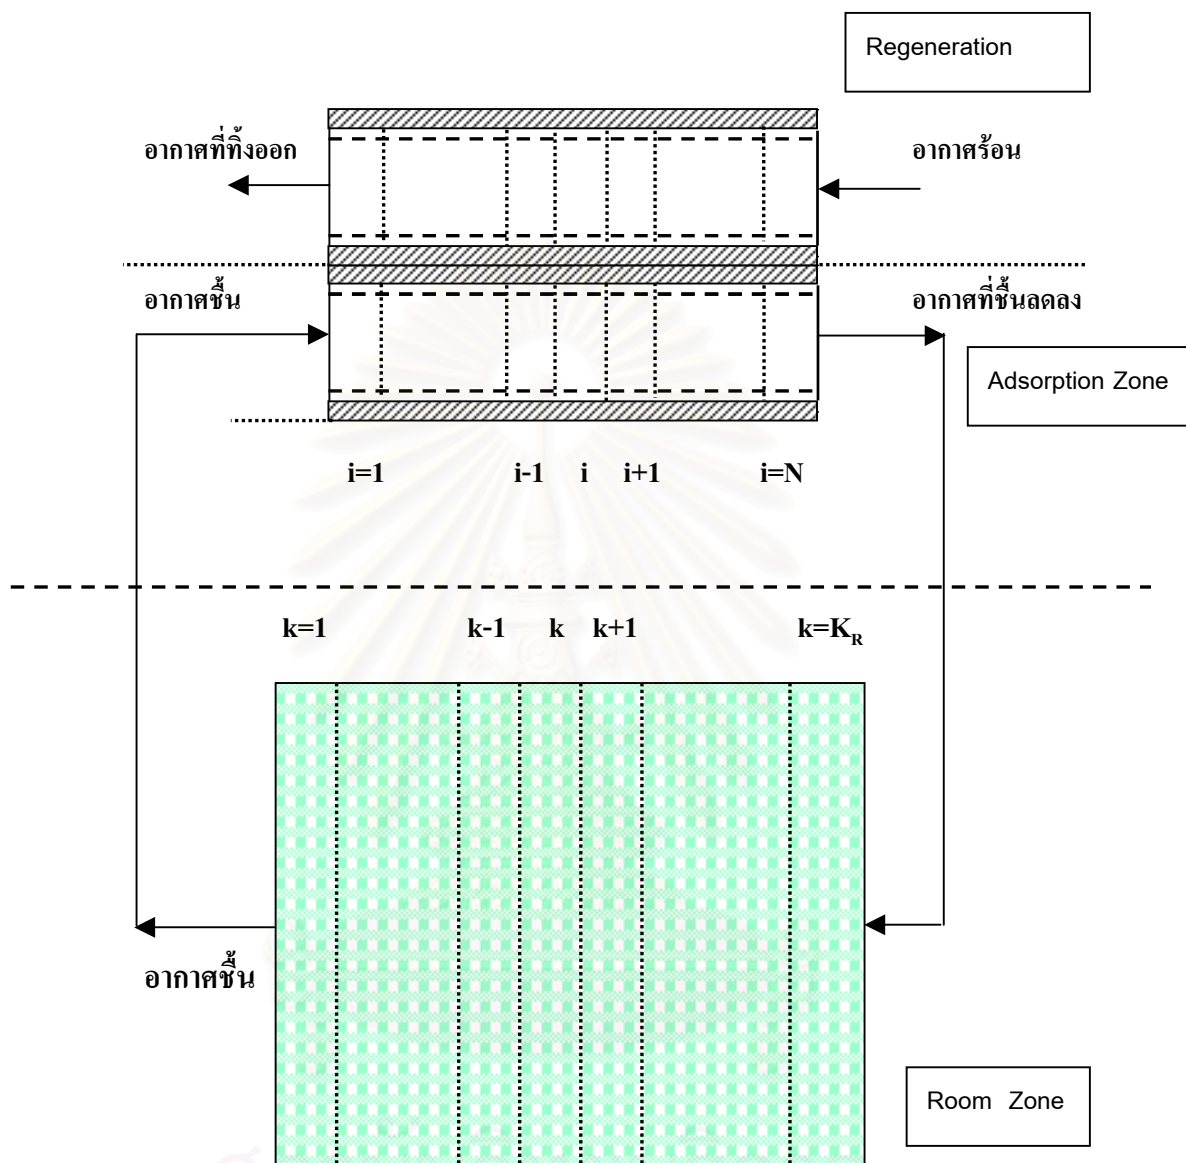 Regeneration
อากาศที่ทิ้งออก
อากาศร้อน
อากาศชื้น
อากาศที่ชื้นลดลง
Adsorption Zone
i=1 i-1 i i+1 i=N
k=1 k-1 k k+1 k=K_R
อากาศชื้น
Room Zone